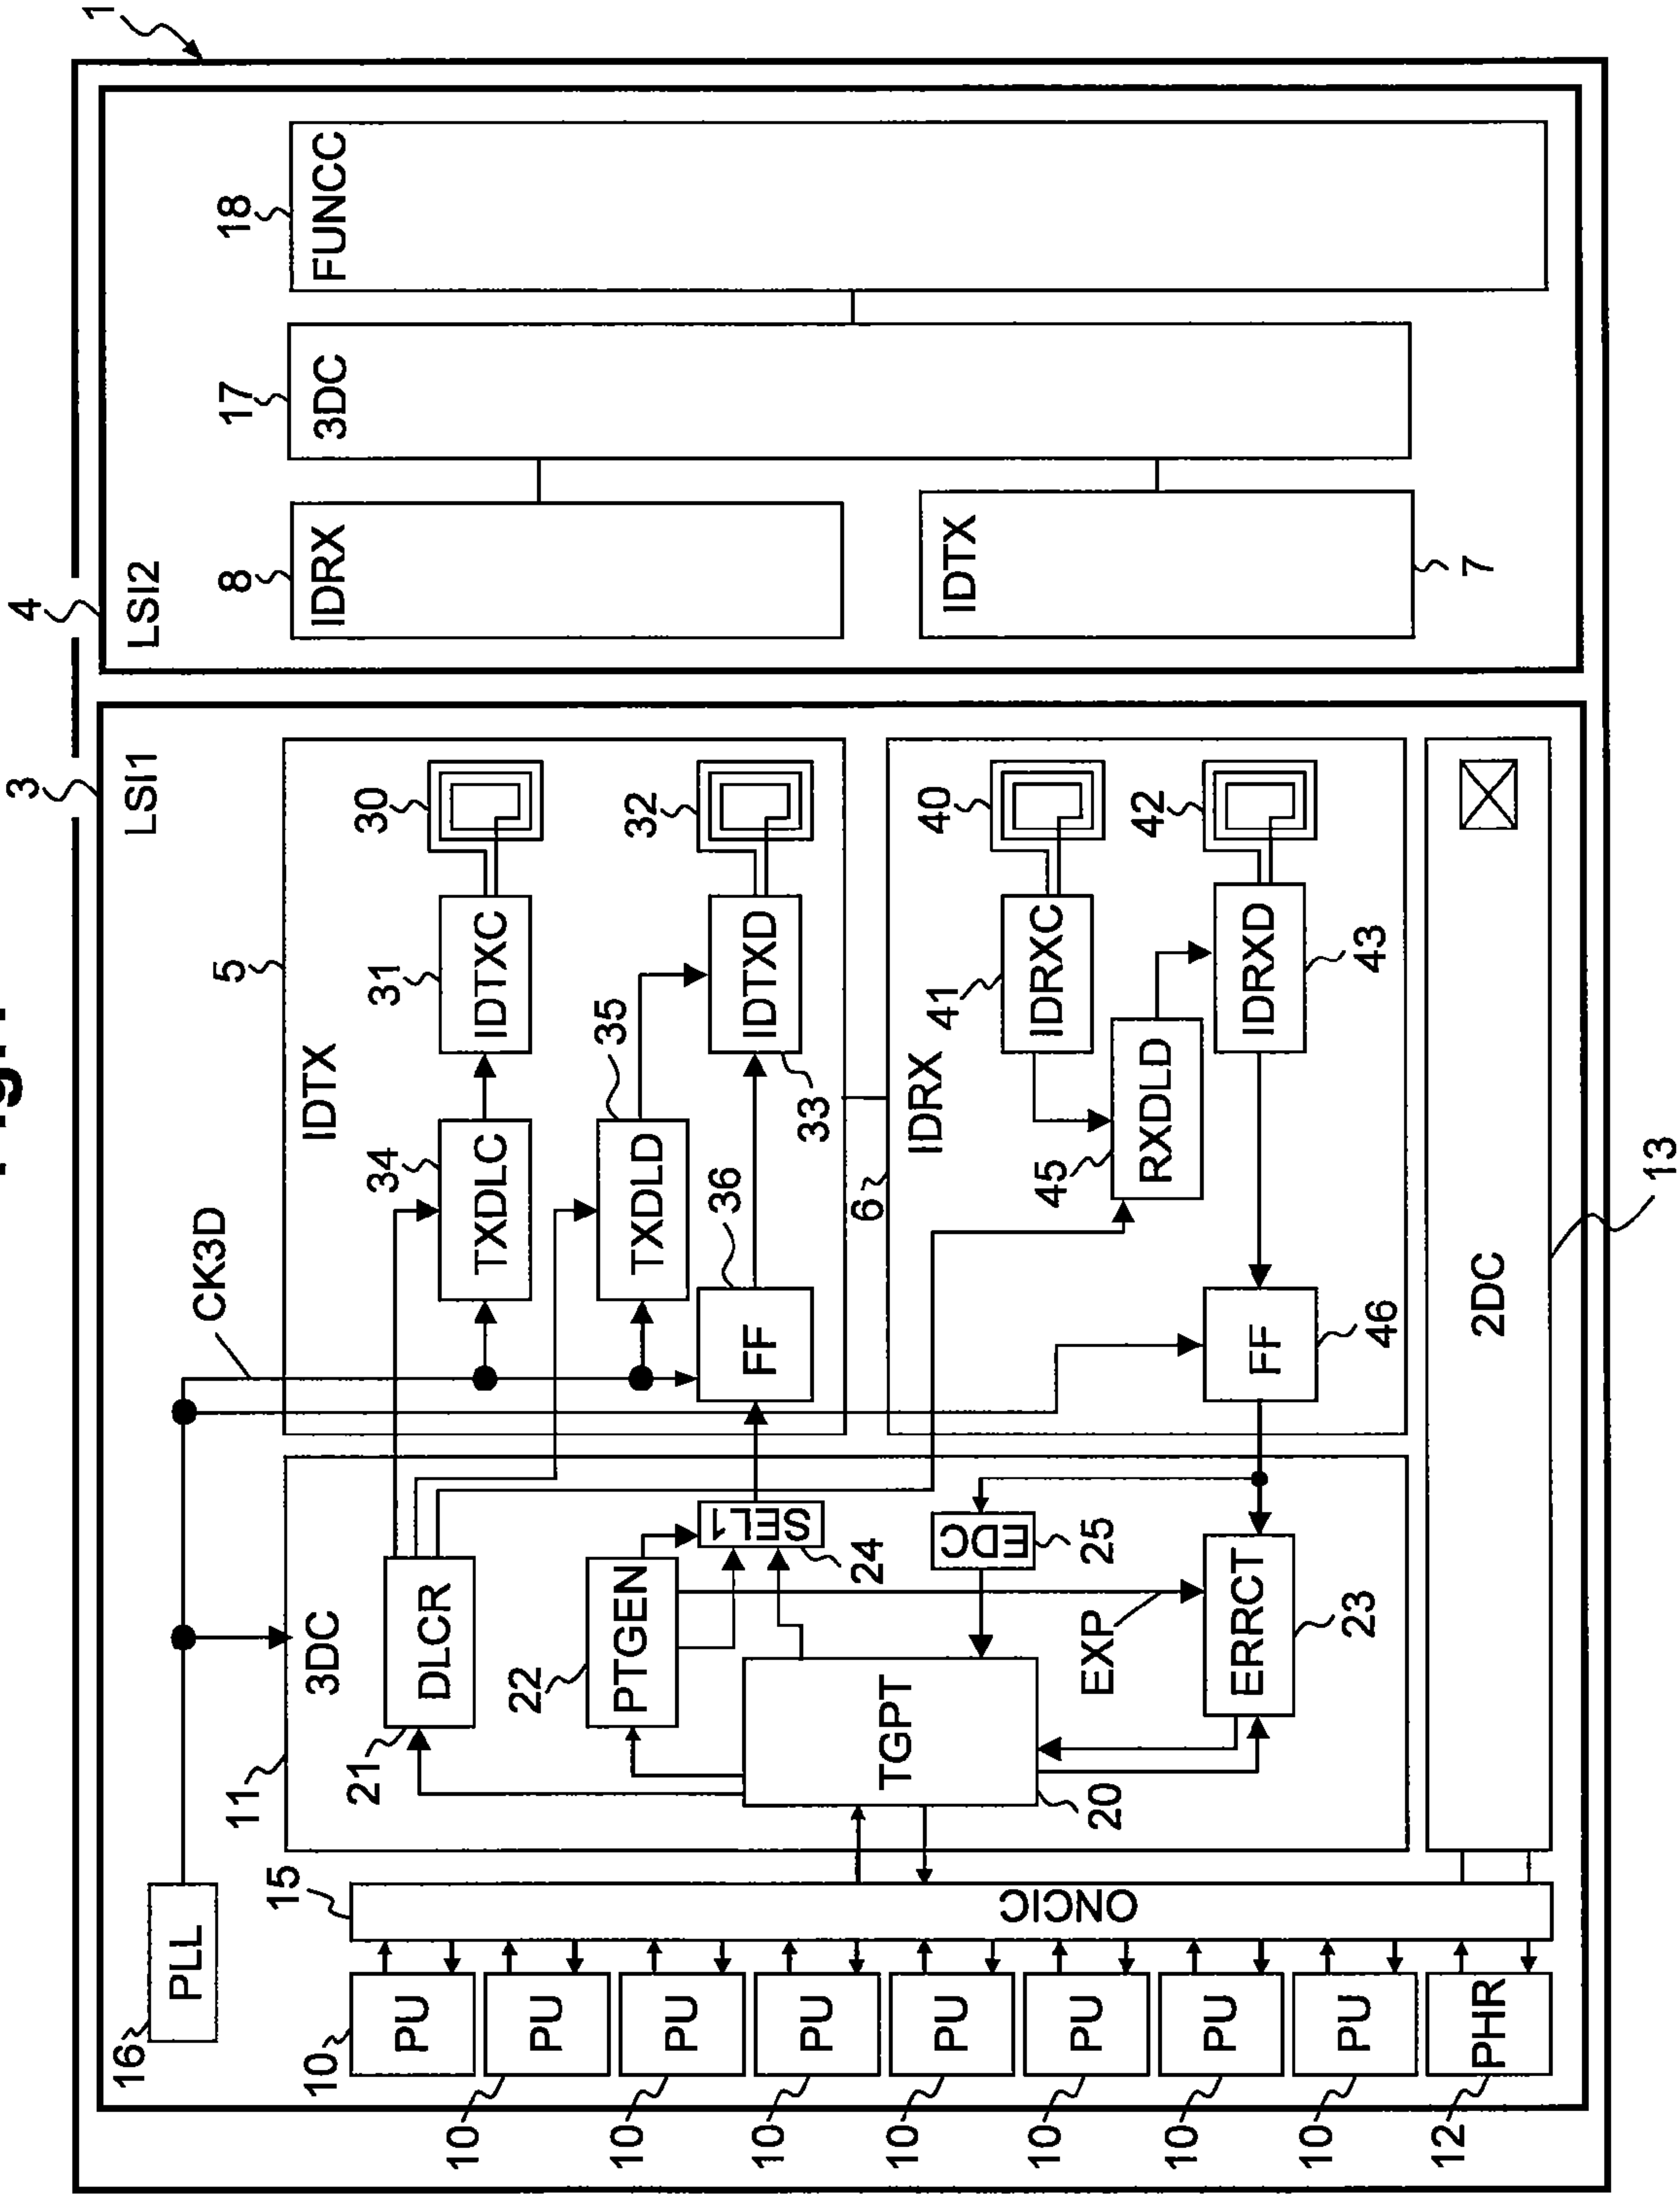 1
4
LSI2
18
FUNCC
17
3DC
8
IDRX
IDTX
7
3
LSI1
5
IDTX
30
31
IDTXC
32
33
IDTXD
34
TXDLC
35
TXDLD
36
FF
CK3D
6
IDRX
40
41
IDRXC
42
43
IDRXD
45
RXDLD
46
FF
2DC
13
11
3DC
21
DLCR
22
PTGEN
SEL1
24
EDC
25
EXP
ERRCT
23
TGPT
20
16
PLL
15
ONCIC
10
PU
10
PU
10
PU
10
PU
10
PU
10
PU
10
PU
10
PU
12
PHR